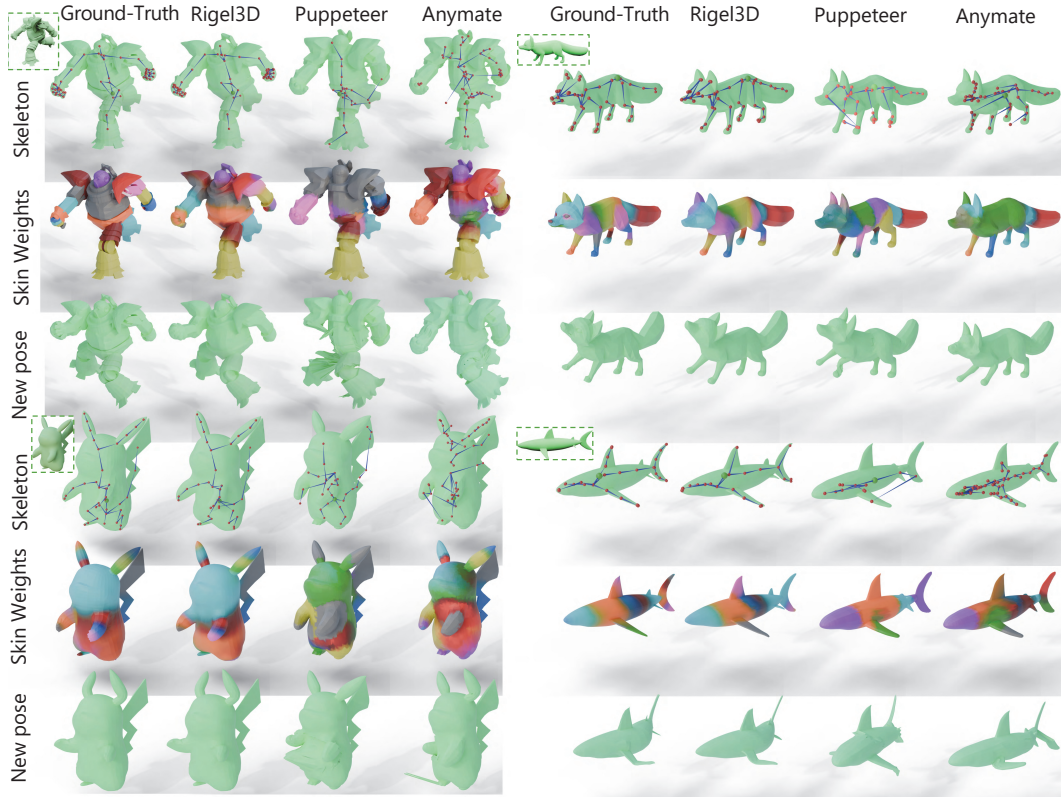 Ground-Truth Rigel3D Puppeteer Anymate Ground-Truth Rigel3D Puppeteer Anymate
Skeleton
Skin Weights
New pose
Skeleton
Skin Weights
New pose